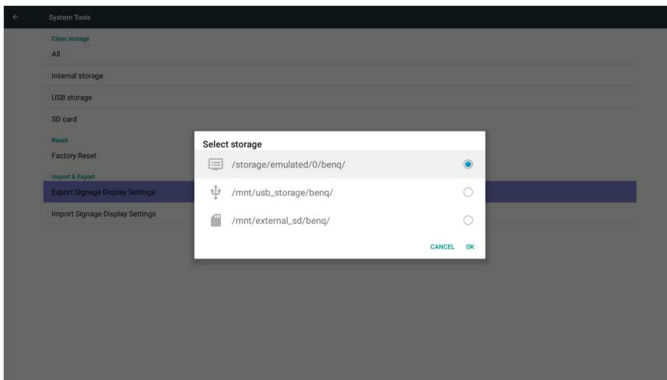 System Tools
Clear storage
All
Internal storage
USB storage
SD card
Reset
Factory Reset
Import & Export
Export Signage Display Settings
Import Signage Display Settings
Select storage
/storage/emulated/0/benq/
/mnt/usb_storage/benq/
/mnt/external_sd/benq/
CANCEL OK